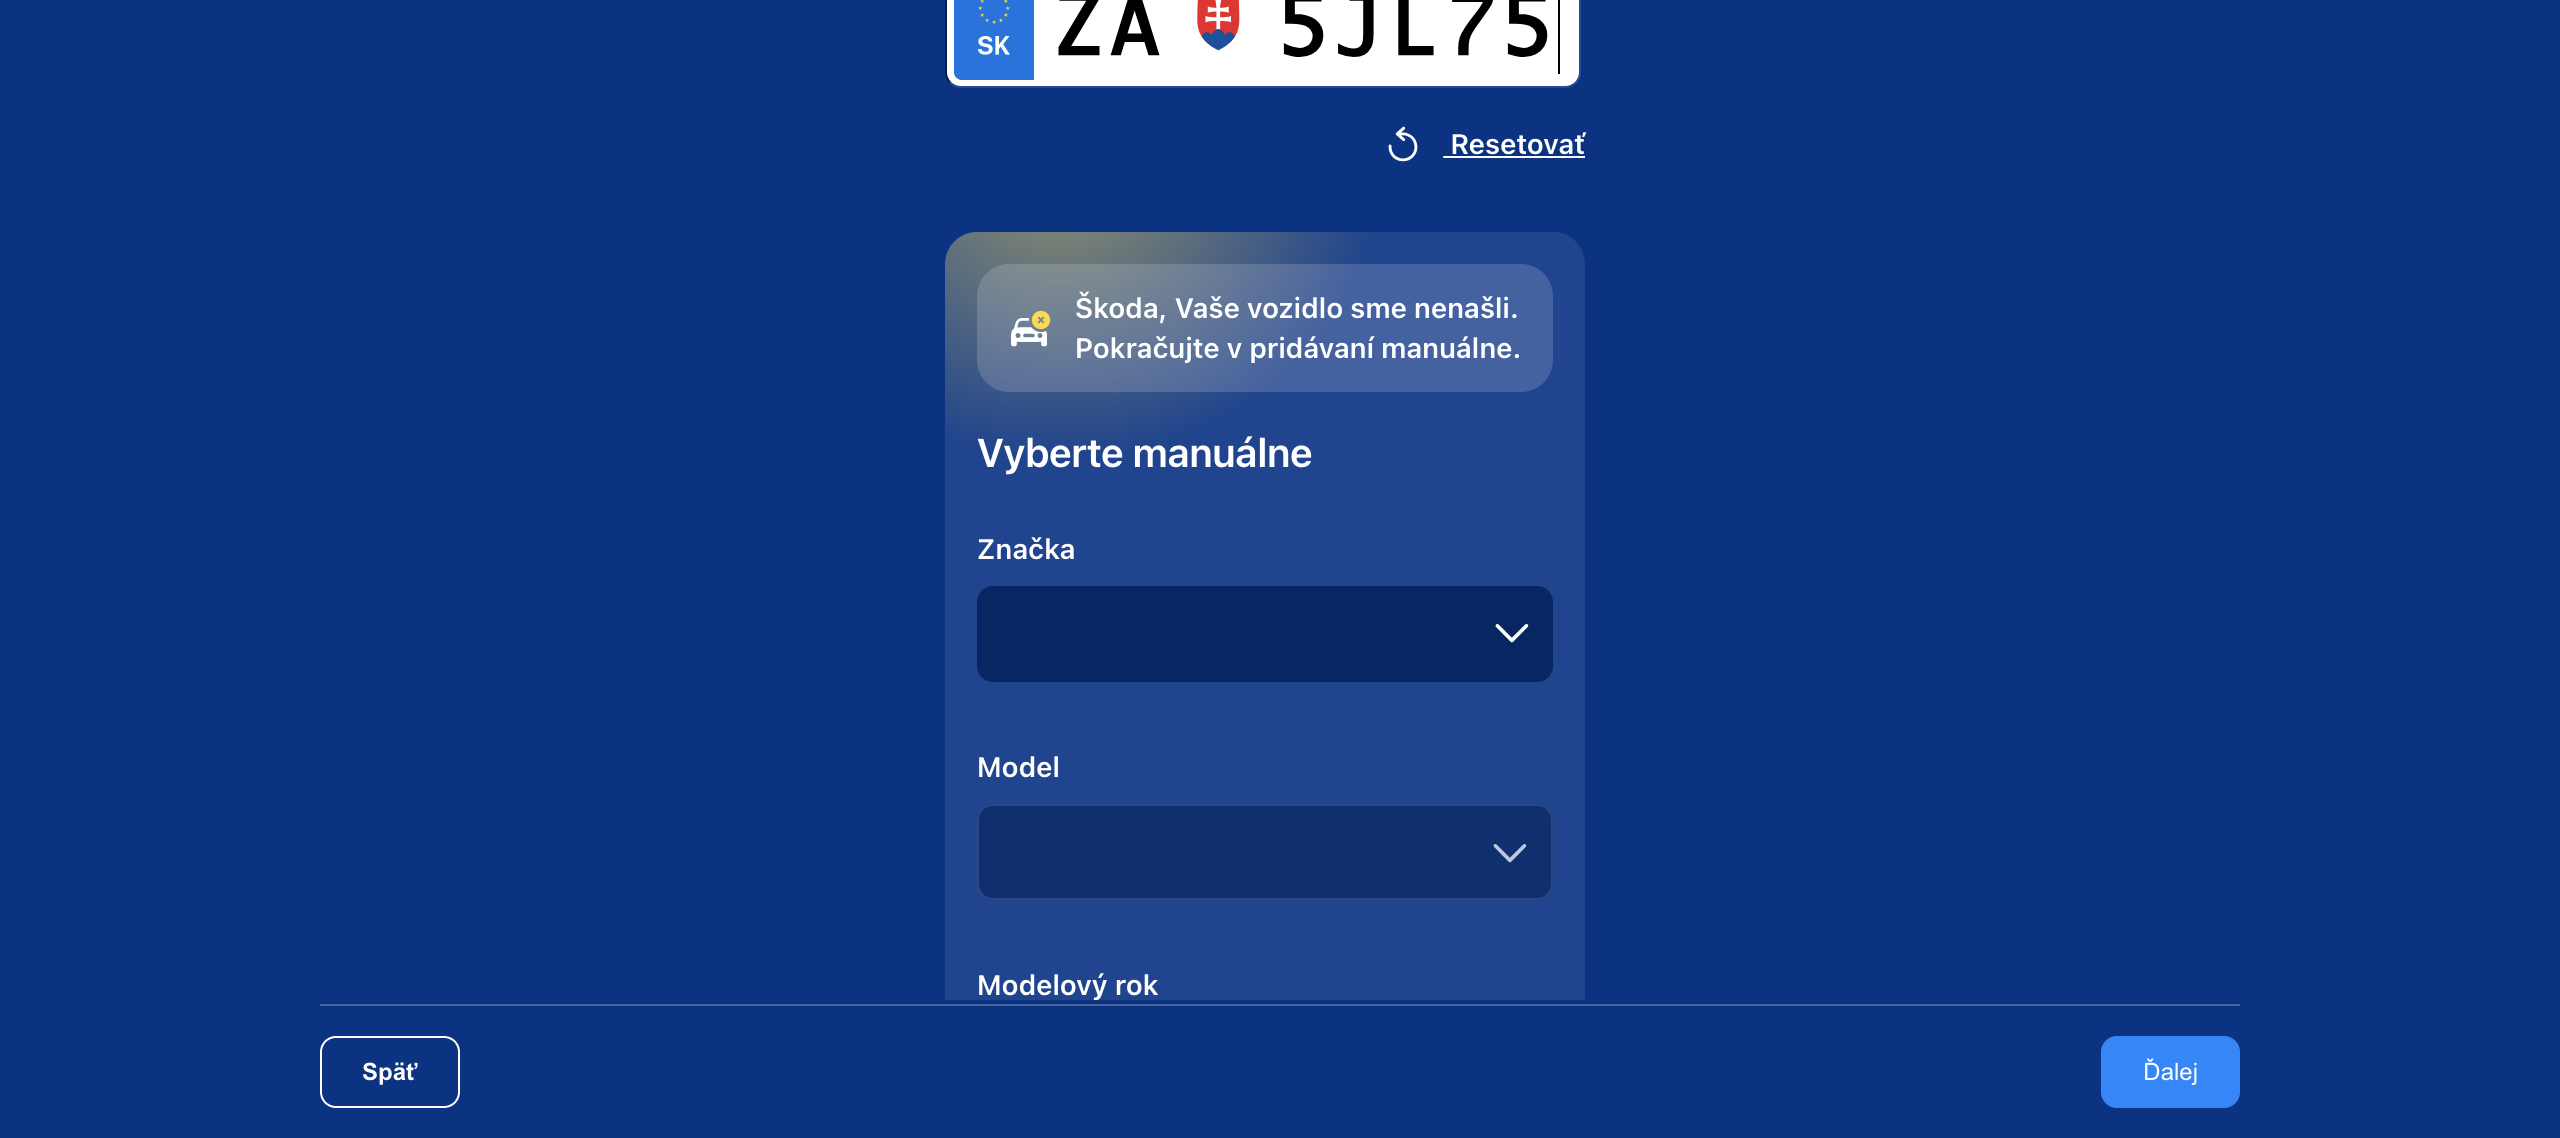 SK ZA 5JL75
Resetovať
Škoda, Vaše vozidlo sme nenašli.
Pokračujte v pridávaní manuálne.
Vyberte manuálne
Značka
Model
Modelový rok
Späť
Ďalej